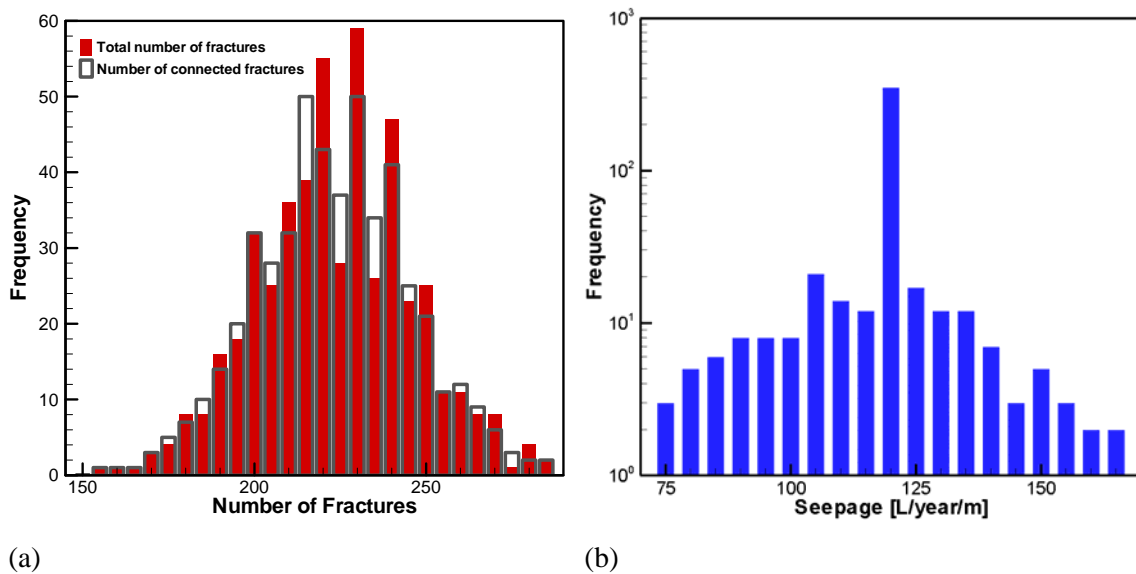 60
50
40
30
20
10
0
Frequency
Total number of fractures
Number of connected fractures
150 200 250
Number of Fractures
(a)
10³
10²
10¹
10⁰
Frequency
75 100 125 150
Seepage [L/year/m]
(b)